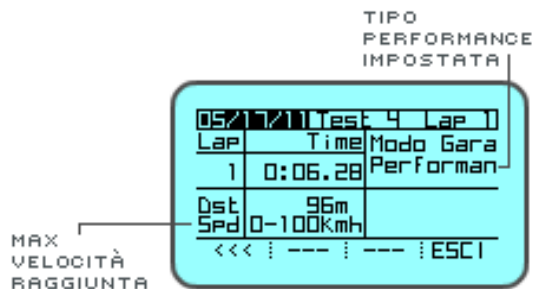 TIPO
PERFORMANCE
IMPOSTATA
05/17/11 Test 4 Lap 1
Lap Time Modo Gara
1 0:06.28 Performan
Dst 96m
Spd 0-100Kmh
<<< --- --- ESCI
MAX
VELOCITÀ
RAGGIUNTA